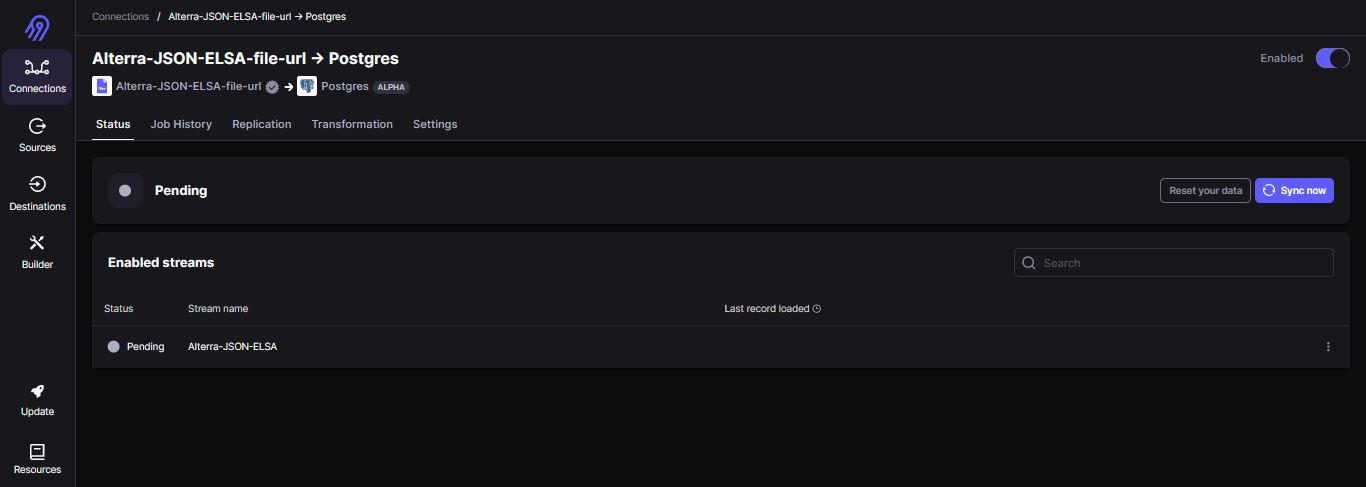 Connections / Alterra-JSON-ELSA-file-url → Postgres
Alterra-JSON-ELSA-file-url → Postgres
Enabled
Alterra-JSON-ELSA-file-url → Postgres ALPHA
Connections
Status Job History Replication Transformation Settings
Sources
Pending
Reset your data Sync now
Destinations
Enabled streams
Search
Builder
Status Stream name Last record loaded
Pending Alterra-JSON-ELSA
Update
Resources